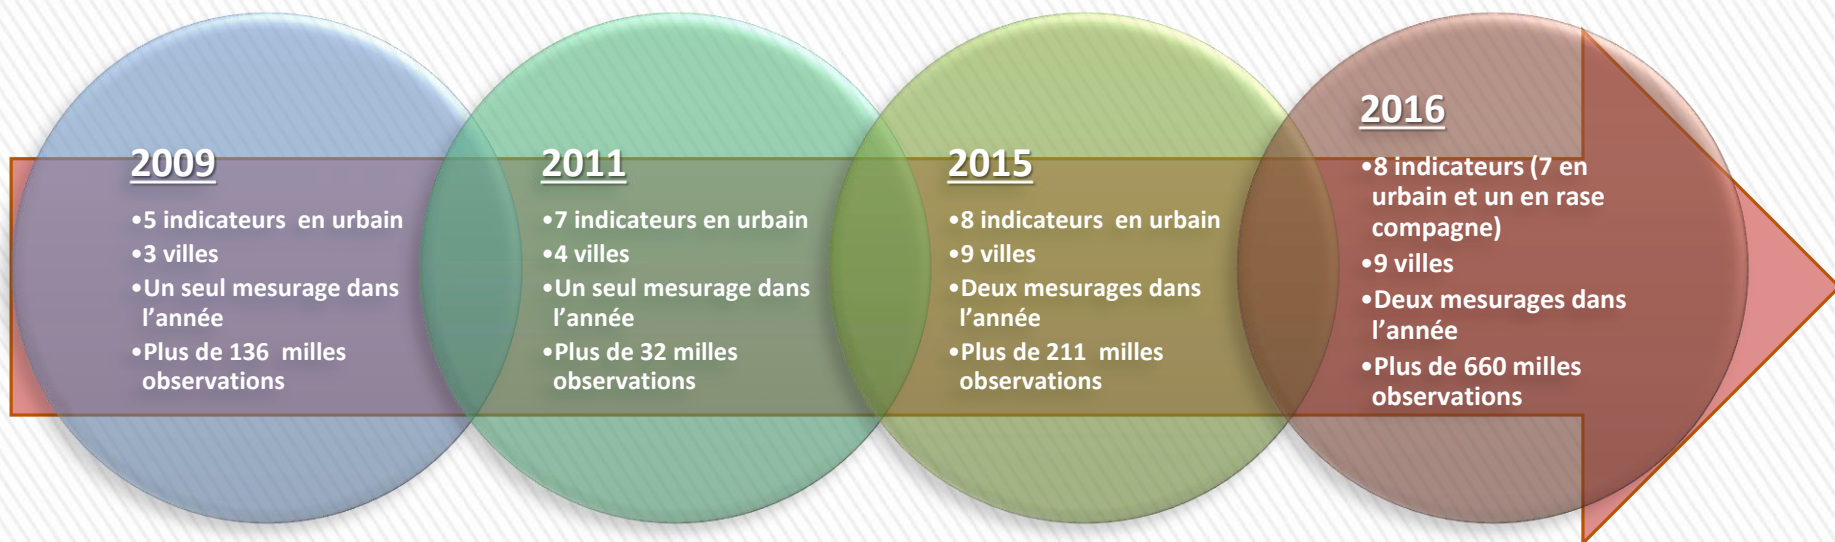 2009
•5 indicateurs en urbain
•3 villes
•Un seul mesurage dans
l’année
•Plus de 136 milles
observations
2011
•7 indicateurs en urbain
•4 villes
•Un seul mesurage dans
l’année
•Plus de 32 milles
observations
2015
•8 indicateurs en urbain
•9 villes
•Deux mesurages dans
l’année
•Plus de 211 milles
observations
2016
•8 indicateurs (7 en
urbain et un en rase
compagne)
•9 villes
•Deux mesurages dans
l’année
•Plus de 660 milles
observations